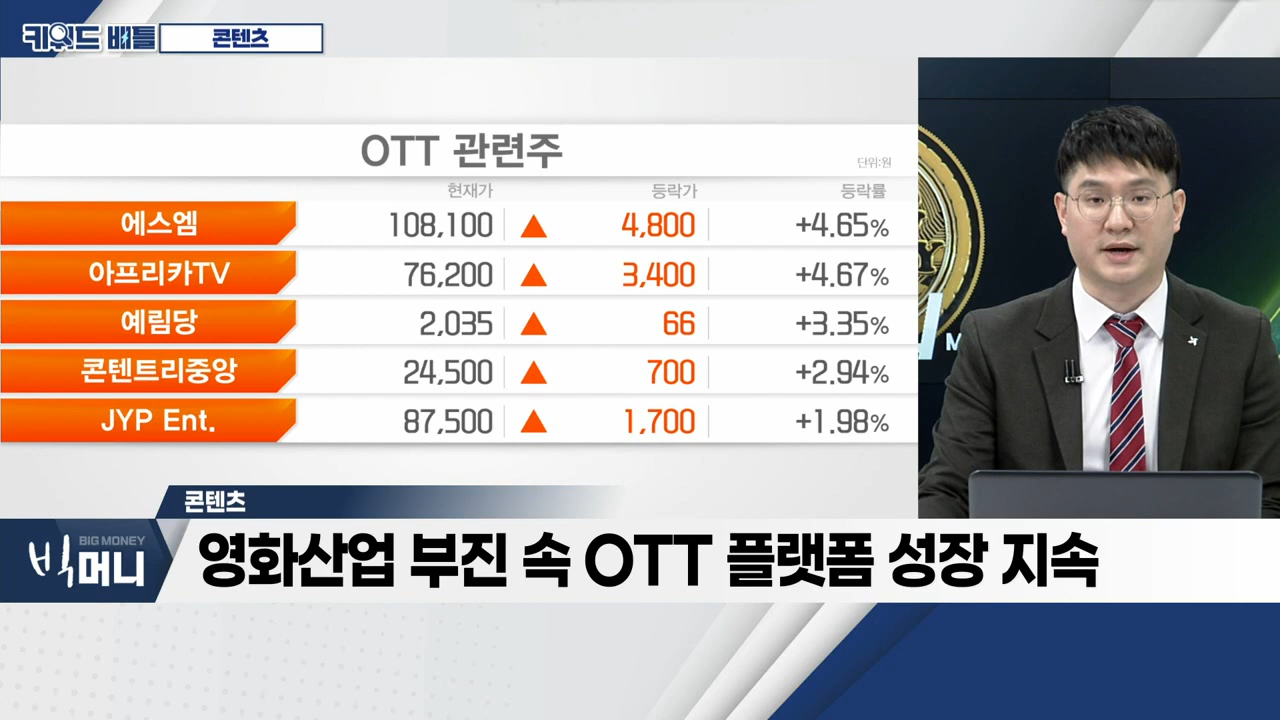 키워드 배틀 콘텐츠
OTT 관련주
단위:원
현재가 등락가 등락률
에스엠 108,100 ▲ 4,800 +4.65%
아프리카TV 76,200 ▲ 3,400 +4.67%
예림당 2,035 ▲ 66 +3.35%
콘텐트리중앙 24,500 ▲ 700 +2.94%
JYP Ent. 87,500 ▲ 1,700 +1.98%
콘텐츠
BIG MONEY
빅머니
영화산업 부진 속 OTT 플랫폼 성장 지속